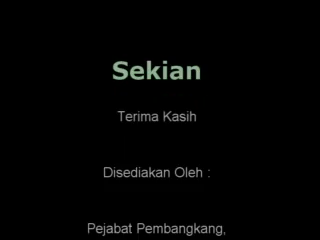 Sekian
Terima Kasih
Disediakan Oleh :
Pejabat Pembangkang,